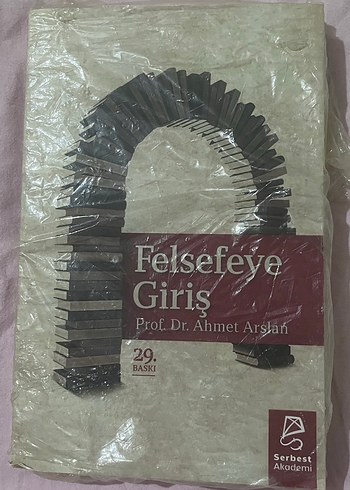 Felsefeye
Giriş
Prof. Dr. Ahmet Arslan
29.
BASKI
Serbest
Akademi